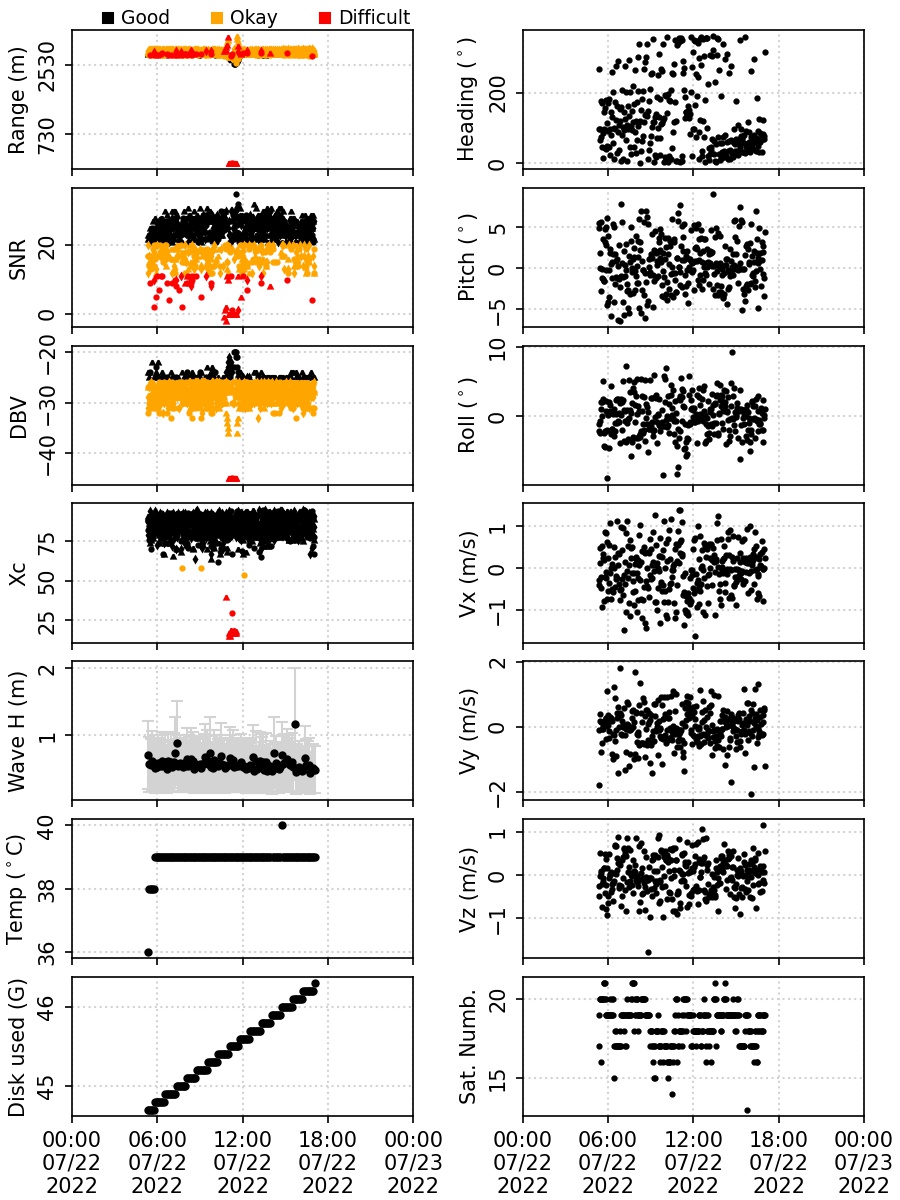 Good Okay Difficult
Range (m)
2530
730
Heading (°)
200
0
SNR
20
0
Pitch (°)
5
0
−5
DBV
−20
−30
−40
Roll (°)
10
0
Xc
75
50
25
Vx (m/s)
1
0
−1
Wave H (m)
2
1
Vy (m/s)
2
0
−2
Temp (°C)
40
38
36
Vz (m/s)
1
0
−1
Disk used (G)
46
45
Sat. Numb.
20
15
00:00 06:00 12:00 18:00 00:00
07/22 07/22 07/22 07/22 07/23
2022 2022 2022 2022 2022
00:00 06:00 12:00 18:00 00:00
07/22 07/22 07/22 07/22 07/23
2022 2022 2022 2022 2022